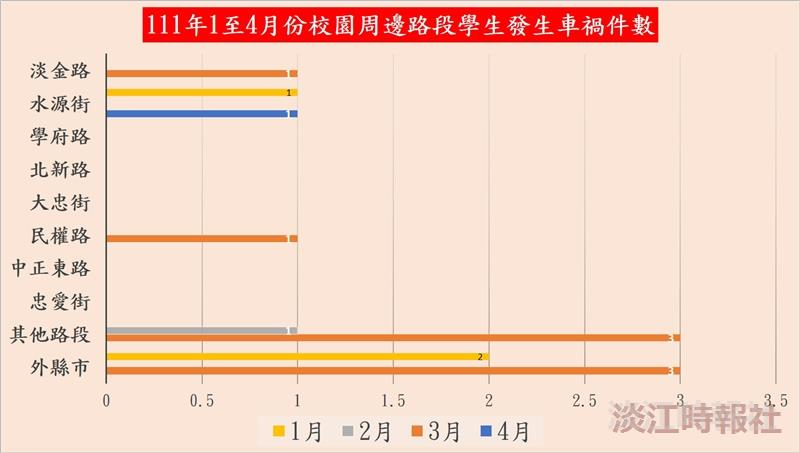 111年1至4月份校園周邊路段學生發生車禍件數
淡金路
1
水源街
1
1
學府路
北新路
大忠街
民權路
1
中正東路
忠愛街
其他路段
1
3
外縣市
2
3
0 0.5 1 1.5 2 2.5 3 3.5
1月 2月 3月 4月
淡江時報社